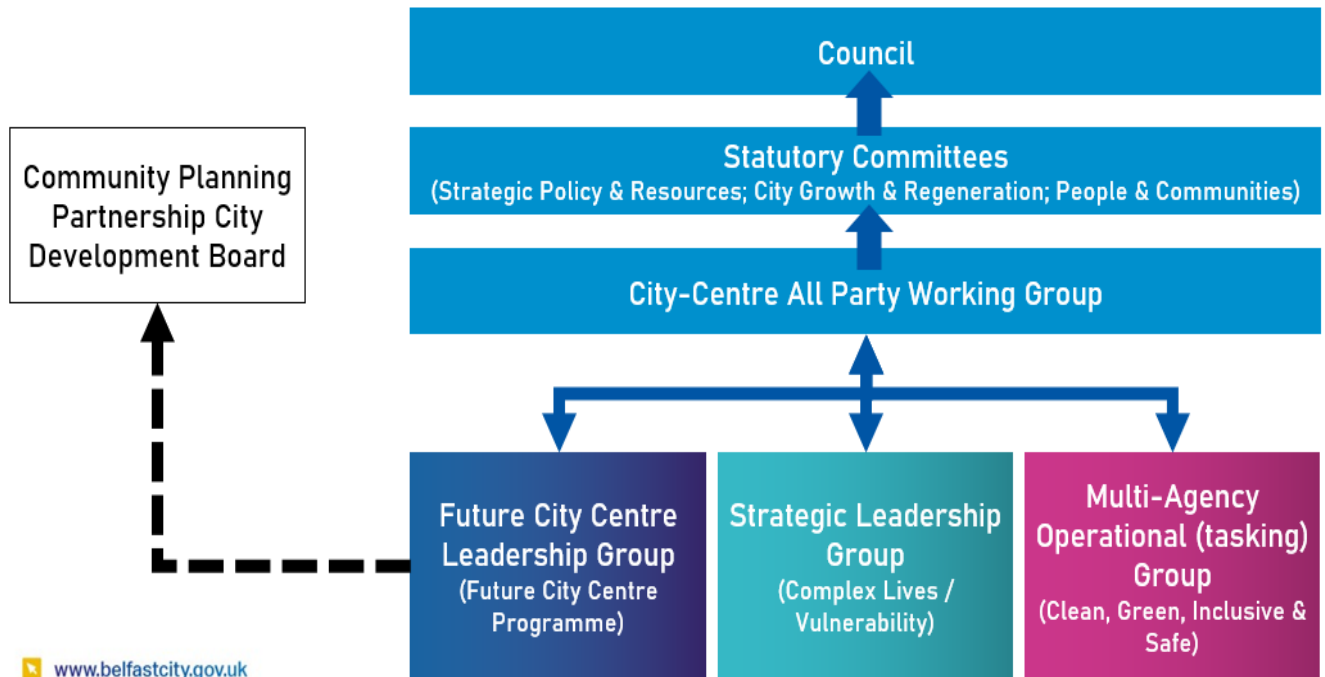 Council
Statutory Committees
(Strategic Policy & Resources; City Growth & Regeneration; People & Communities)
City-Centre All Party Working Group
Community Planning
Partnership City
Development Board
Future City Centre
Leadership Group
(Future City Centre
Programme)
Strategic Leadership
Group
(Complex Lives /
Vulnerability)
Multi-Agency
Operational (tasking)
Group
(Clean, Green, Inclusive &
Safe)
www.belfastcity.gov.uk